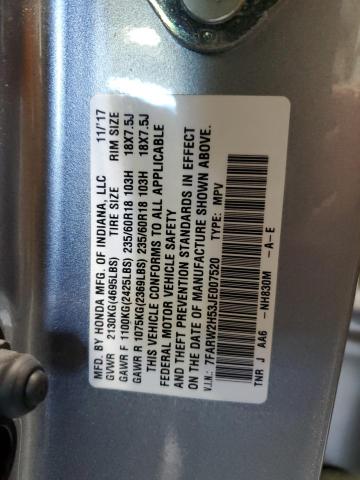 MFD. BY HONDA MFG. OF INDIANA, LLC 11/'17
GVWR 2130KG(4695LBS) TIRE SIZE RIM SIZE
GAWR F 1100KG(2425LBS) 235/60R18 103H 18X7.5J
GAWR R 1075KG(2369LBS) 235/60R18 103H 18X7.5J
THIS VEHICLE CONFORMS TO ALL APPLICABLE
FEDERAL MOTOR VEHICLE SAFETY
AND THEFT PREVENTION STANDARDS IN EFFECT
ON THE DATE OF MANUFACTURE SHOWN ABOVE.
V.I.N.: 7FARW2H53JE007520 TYPE: MPV
TNR J AA6 - NH830M -A-E